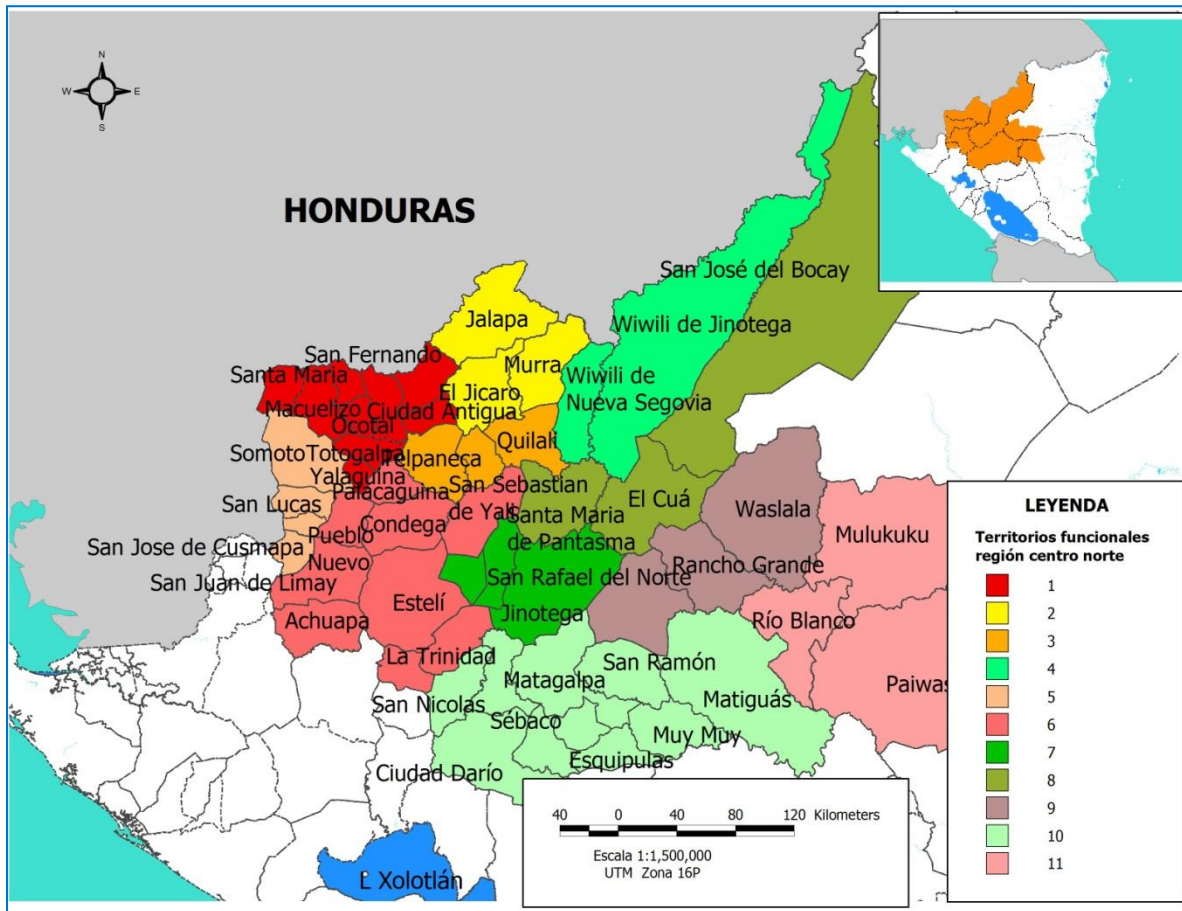 N
W E
S
HONDURAS
San José del Bocay
Jalapa
Wiwili de Jinotega
San Fernando
Murra
Santa Maria
Wiwili de
El Jicaro
Nueva Segovia
Macuelizo
Ciudad Antigua
Ocotal
Quilali
Somoto
Totogalpa
Telpaneca
Yalaguina
San Sebastian
de Yali
Palacaguina
El Cuá
Waslala
San Lucas
Santa Maria
de Pantasma
Condega
Pueblo
Nuevo
Mulukuku
San Jose de Cusmapa
Rancho Grande
San Juan de Limay
San Rafael del Norte
Estelí
Achuapa
Jinotega
Río Blanco
La Trinidad
San Ramón
Matagalpa
Paiwas
San Nicolas
Matiguás
Sébaco
Muy Muy
Esquipulas
Ciudad Darío
L Xolotlán
LEYENDA
Territorios funcionales
región centro norte
1
2
3
4
5
6
7
8
9
10
11
40 0 40 80 120 Kilometers
Escala 1:1,500,000
UTM Zona 16P